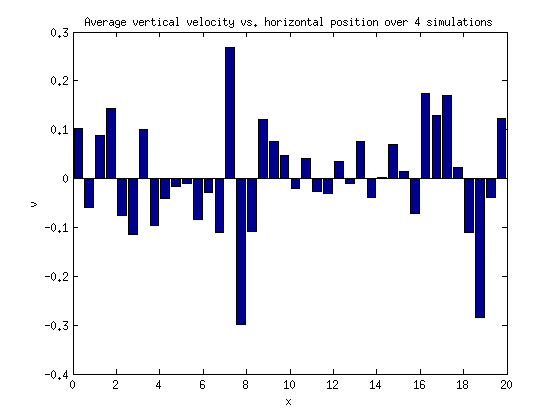 Average vertical velocity vs. horizontal position over 4 simulations
0.3
0.2
0.1
0
-0.1
-0.2
-0.3
-0.4
v
0 2 4 6 8 10 12 14 16 18 20
x